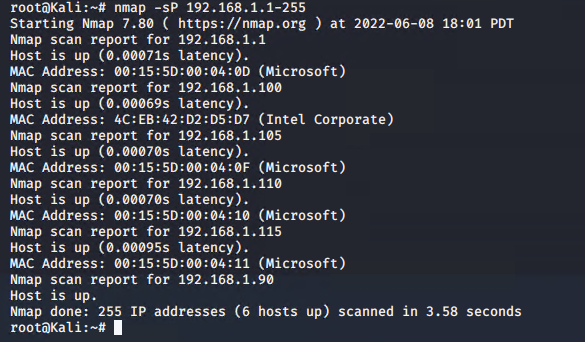 root@Kali:~# nmap -sP 192.168.1.1-255
Starting Nmap 7.80 ( https://nmap.org ) at 2022-06-08 18:01 PDT
Nmap scan report for 192.168.1.1
Host is up (0.00071s latency).
MAC Address: 00:15:5D:00:04:0D (Microsoft)
Nmap scan report for 192.168.1.100
Host is up (0.00069s latency).
MAC Address: 4C:EB:42:D2:D5:D7 (Intel Corporate)
Nmap scan report for 192.168.1.105
Host is up (0.00070s latency).
MAC Address: 00:15:5D:00:04:0F (Microsoft)
Nmap scan report for 192.168.1.110
Host is up (0.00070s latency).
MAC Address: 00:15:5D:00:04:10 (Microsoft)
Nmap scan report for 192.168.1.115
Host is up (0.00095s latency).
MAC Address: 00:15:5D:00:04:11 (Microsoft)
Nmap scan report for 192.168.1.90
Host is up.
Nmap done: 255 IP addresses (6 hosts up) scanned in 3.58 seconds
root@Kali:~#